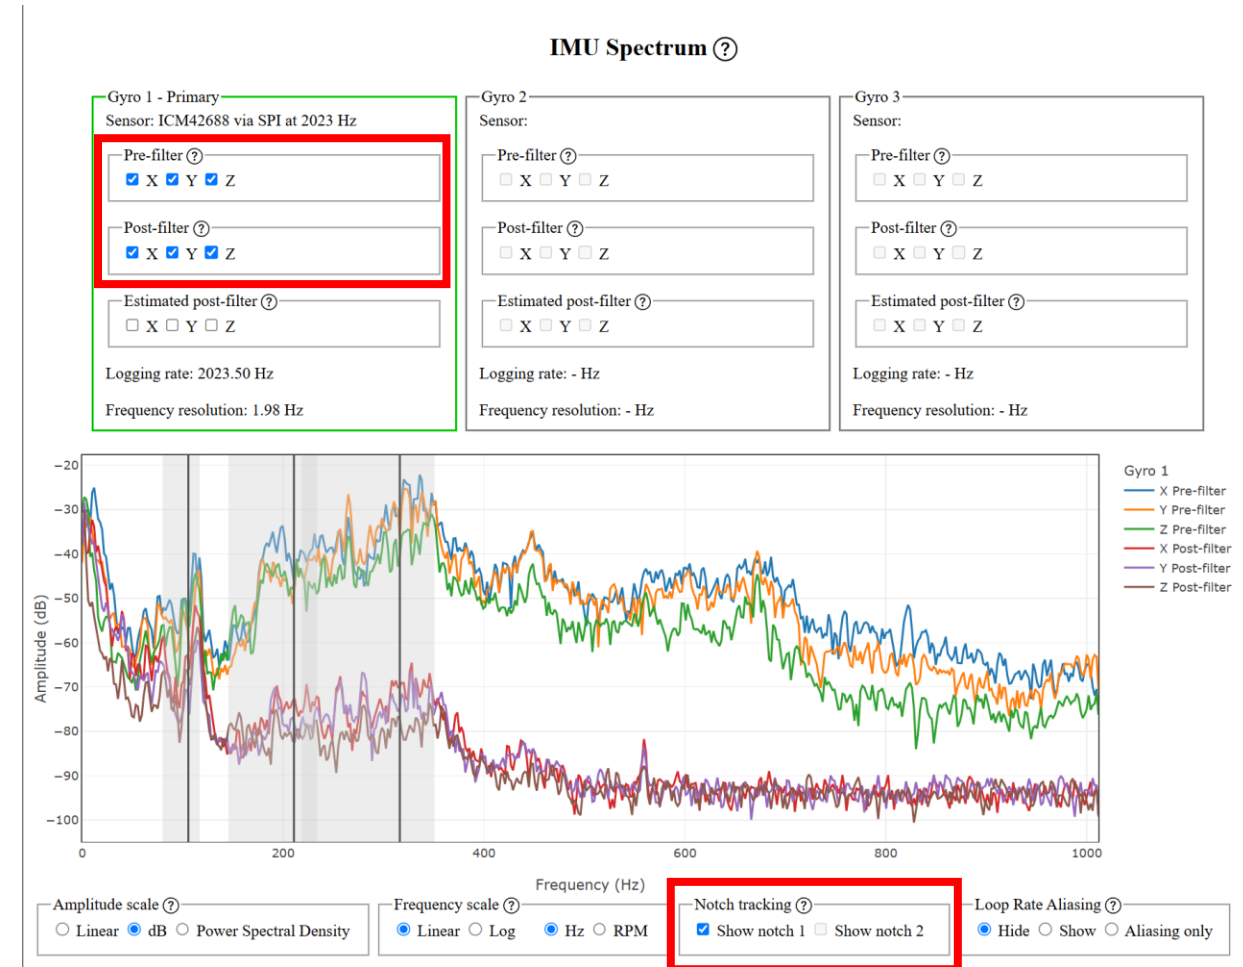 IMU Spectrum ?
Gyro 1 - Primary
Sensor: ICM42688 via SPI at 2023 Hz
Pre-filter ?
X Y Z
Post-filter ?
X Y Z
Estimated post-filter ?
X Y Z
Logging rate: 2023.50 Hz
Frequency resolution: 1.98 Hz
Gyro 2
Sensor:
Pre-filter ?
X Y Z
Post-filter ?
X Y Z
Estimated post-filter ?
X Y Z
Logging rate: - Hz
Frequency resolution: - Hz
Gyro 3
Sensor:
Pre-filter ?
X Y Z
Post-filter ?
X Y Z
Estimated post-filter ?
X Y Z
Logging rate: - Hz
Frequency resolution: - Hz
Amplitude (dB)
−20
−30
−40
−50
−60
−70
−80
−90
−100
0 200 400 600 800 1000
Frequency (Hz)
Gyro 1
X Pre-filter
Y Pre-filter
Z Pre-filter
X Post-filter
Y Post-filter
Z Post-filter
Amplitude scale ?
Linear dB Power Spectral Density
Frequency scale ?
Linear Log Hz RPM
Notch tracking ?
Show notch 1 Show notch 2
Loop Rate Aliasing ?
Hide Show Aliasing only